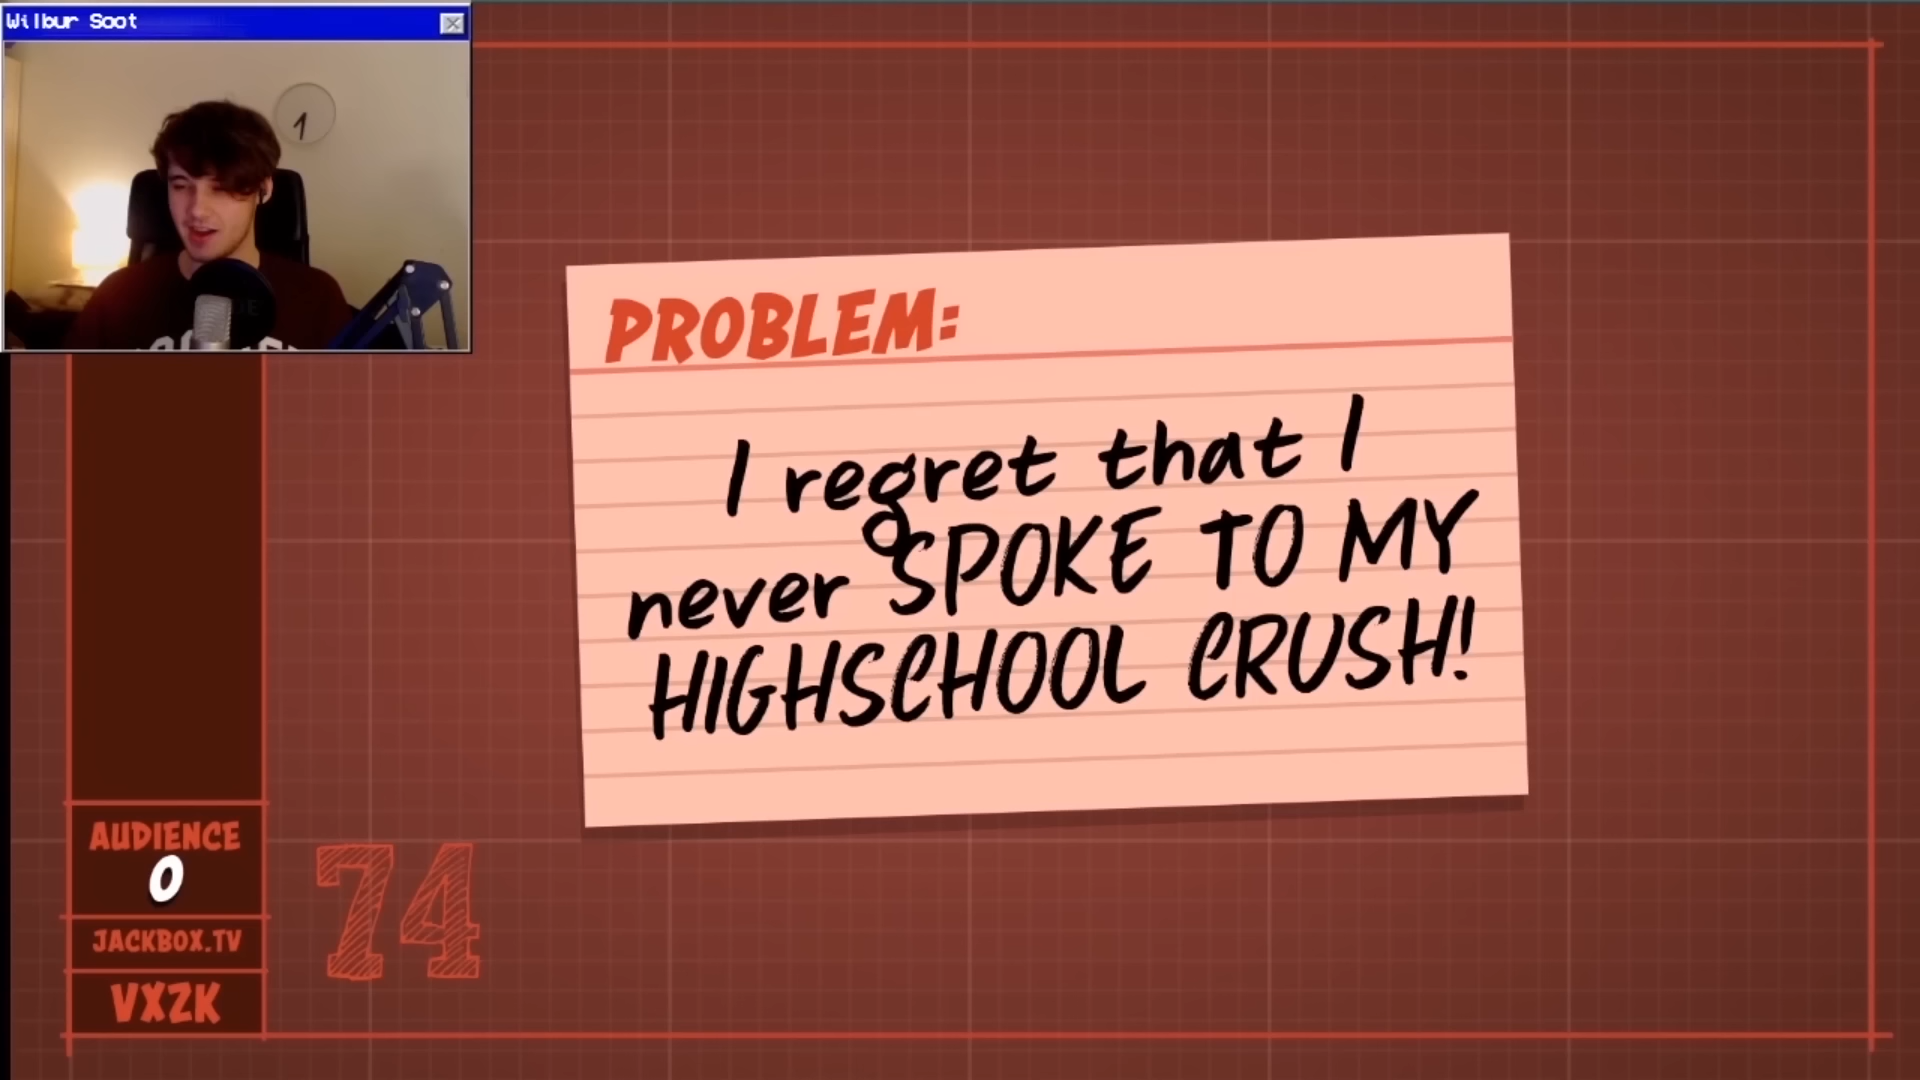 Wilbur Soot
PROBLEM:
I regret that I
never SPOKE TO MY
HIGHSCHOOL CRUSH!
AUDIENCE
0
JACKBOX.TV
VXZK
74